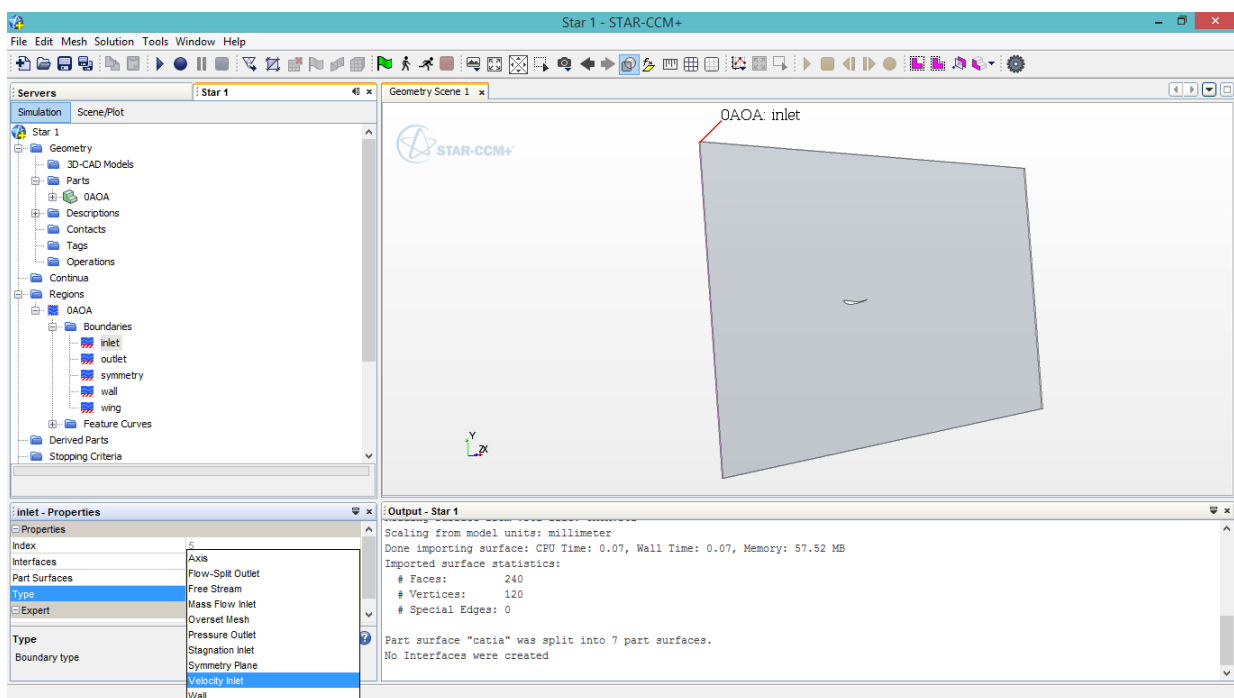 Star 1 - STAR-CCM+
File Edit Mesh Solution Tools Window Help
Servers
Star 1
Simulation Scene/Plot
Star 1
Geometry
3D-CAD Models
Parts
0AOA
Descriptions
Contacts
Tags
Operations
Continua
Regions
0AOA
Boundaries
inlet
outlet
symmetry
wall
wing
Feature Curves
Derived Parts
Stopping Criteria
Geometry Scene 1
STAR-CCM+
0AOA: inlet
Y
ZX
inlet - Properties
Properties
Index 5
Interfaces
Part Surfaces
Type
Expert
Type
Boundary type
Axis
Flow-Split Outlet
Free Stream
Mass Flow Inlet
Overset Mesh
Pressure Outlet
Stagnation Inlet
Symmetry Plane
Velocity Inlet
Wall
Output - Star 1
Scaling from model units: millimeter
Done importing surface: CPU Time: 0.07, Wall Time: 0.07, Memory: 57.52 MB
Imported surface statistics:
# Faces: 240
# Vertices: 120
# Special Edges: 0
Part surface "catia" was split into 7 part surfaces.
No Interfaces were created